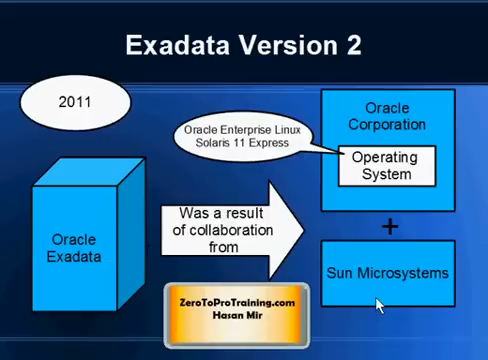 Exadata Version 2
2011
Oracle Enterprise Linux
Solaris 11 Express
Oracle
Corporation
Operating
System
Oracle
Exadata
Was a result
of collaboration
from
+
Sun Microsystems
ZeroToProTraining.com
Hasan Mir